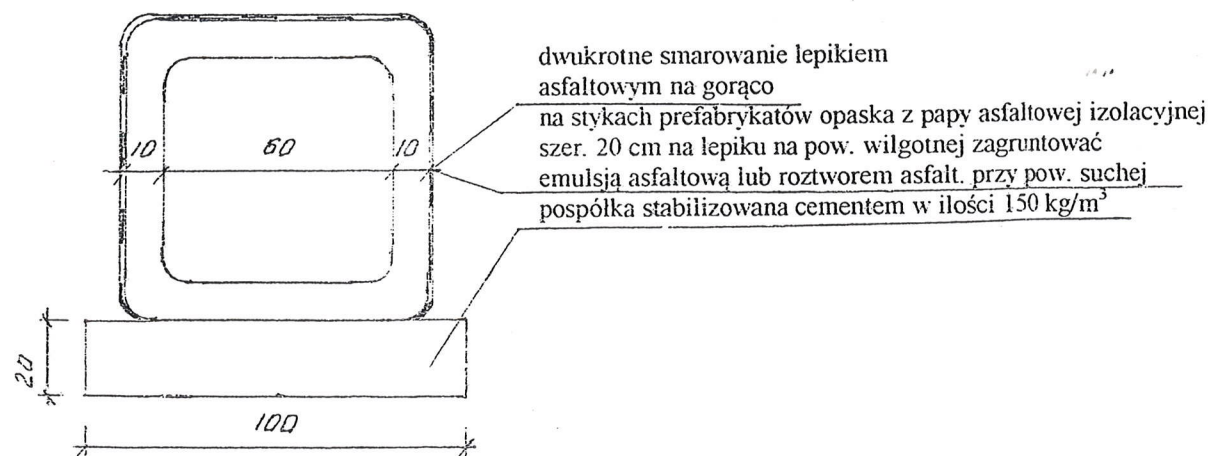 dwukrotne smarowanie lepikiem
asfaltowym na gorąco
na stykach prefabrykatów opaska z papy asfaltowej izolacyjnej
szer. 20 cm na lepiku na pow. wilgotnej zagruntować
emulsją asfaltową lub roztworem asfalt. przy pow. suchej
pospółka stabilizowana cementem w ilości 150 kg/m³
10 60 10
20
100